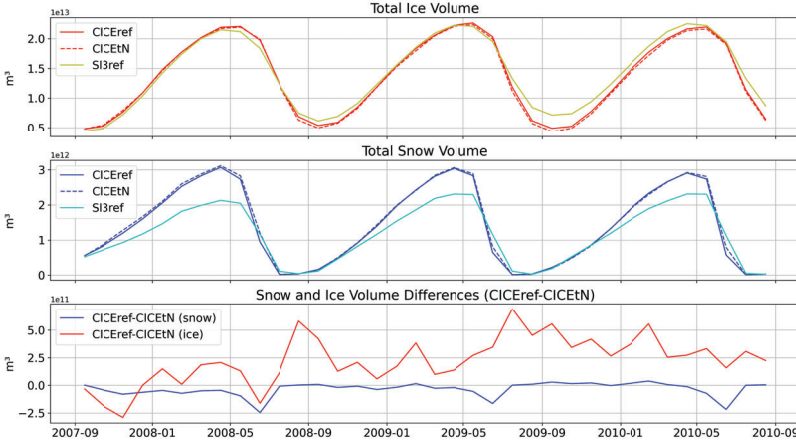 Total Ice Volume
1e13
2.0
1.5
1.0
0.5
m³
CICEref
CICEtN
SI3ref
Total Snow Volume
1e12
3
2
1
0
m³
CICEref
CICEtN
SI3ref
Snow and Ice Volume Differences (CICEref-CICEtN)
1e11
5.0
2.5
0.0
−2.5
m³
CICEref-CICEtN (snow)
CICEref-CICEtN (ice)
2007-09 2008-01 2008-05 2008-09 2009-01 2009-05 2009-09 2010-01 2010-05 2010-09